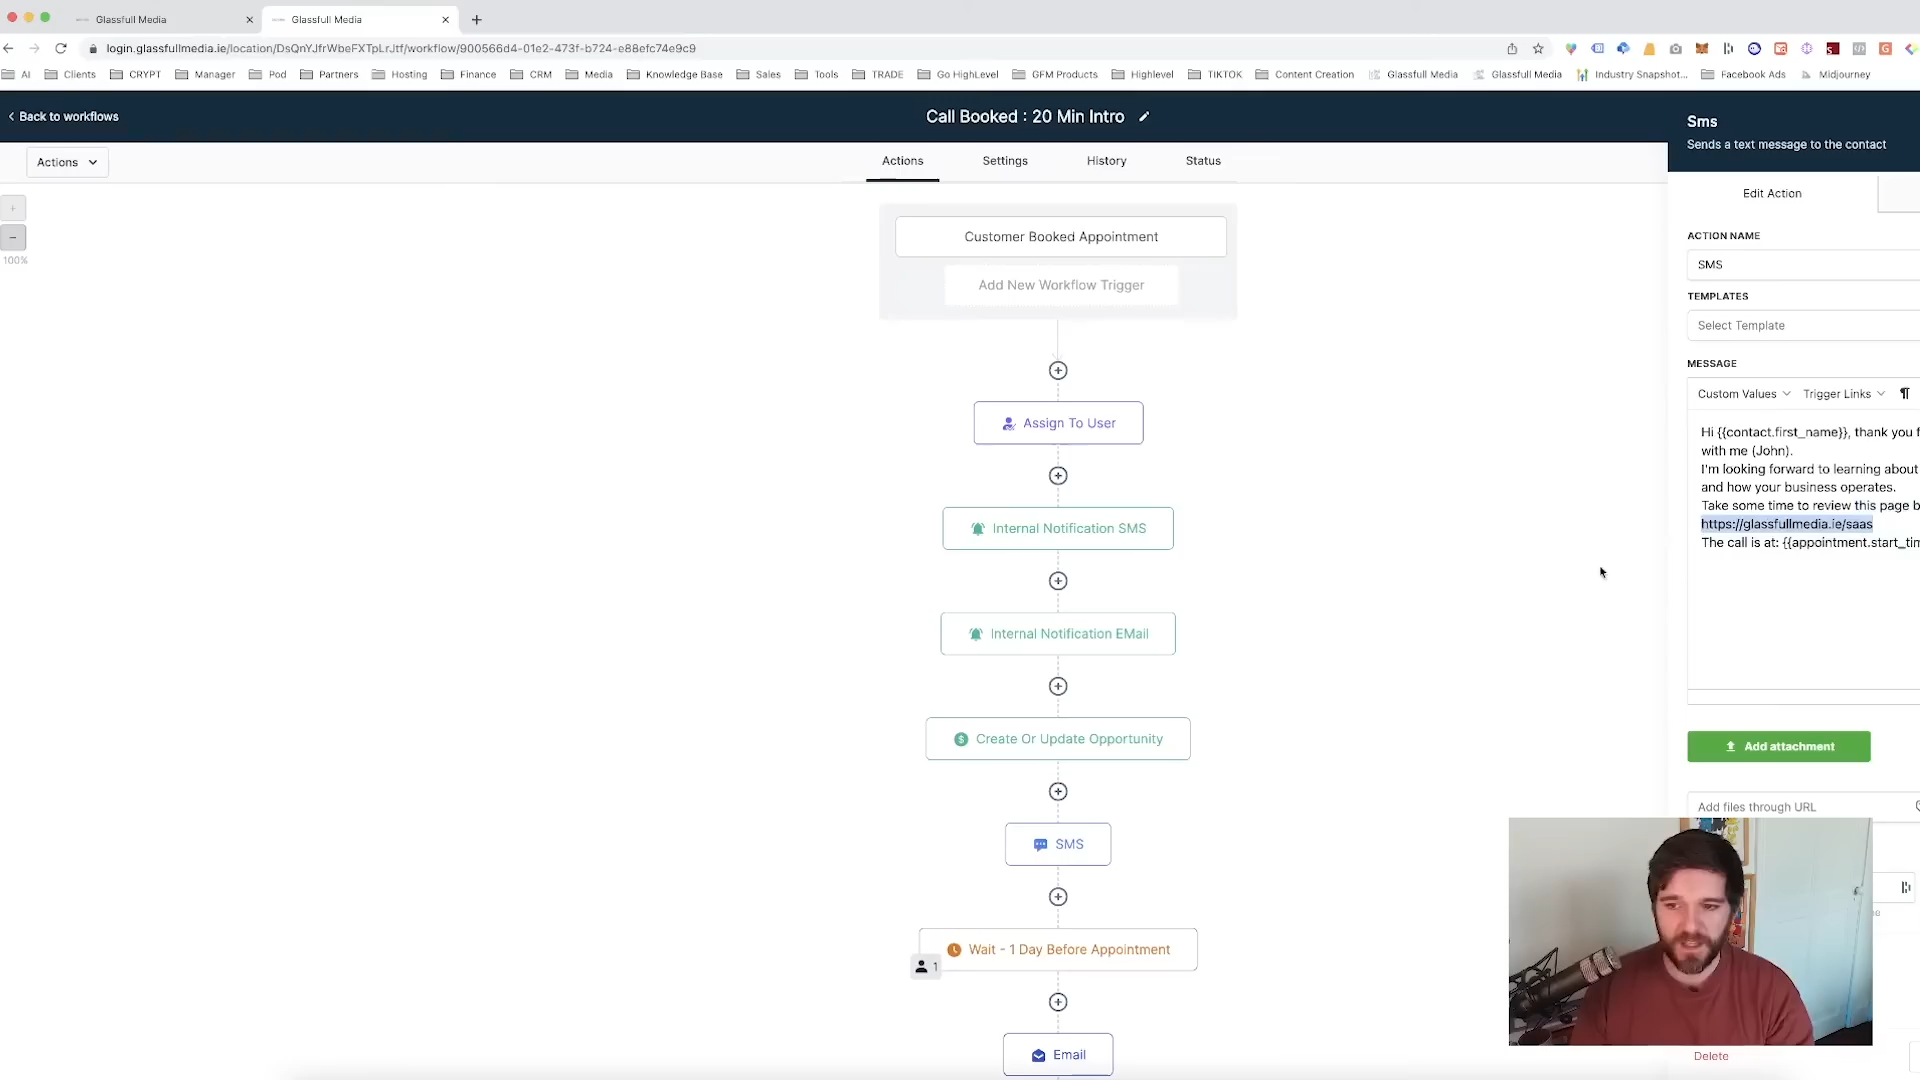 Glassfull Media
Glassfull Media
login.glassfullmedia.ie/location/DsQnYJfrWbeFXTpLrJtf/workflow/900566d4-01e2-473f-b724-e88efc74e9c9
AI Clients CRYPT Manager Pod Partners Hosting Finance CRM Media Knowledge Base Sales Tools TRADE Go HighLevel GFM Products Highlevel TIKTOK Content Creation Glassfull Media Glassfull Media Industry Snapshot... Facebook Ads Midjourney
Back to workflows
Call Booked : 20 Min Intro
Actions
Actions Settings History Status
100%
Customer Booked Appointment
Add New Workflow Trigger
Assign To User
Internal Notification SMS
Internal Notification EMail
Create Or Update Opportunity
SMS
Wait - 1 Day Before Appointment
1
Email
Sms
Sends a text message to the contact
Edit Action
ACTION NAME
SMS
TEMPLATES
Select Template
MESSAGE
Custom Values Trigger Links
Hi {{contact.first_name}}, thank you f
with me (John).
I'm looking forward to learning about
and how your business operates.
Take some time to review this page b
https://glassfullmedia.ie/saas
The call is at: {{appointment.start_tim
Add attachment
Add files through URL
Delete